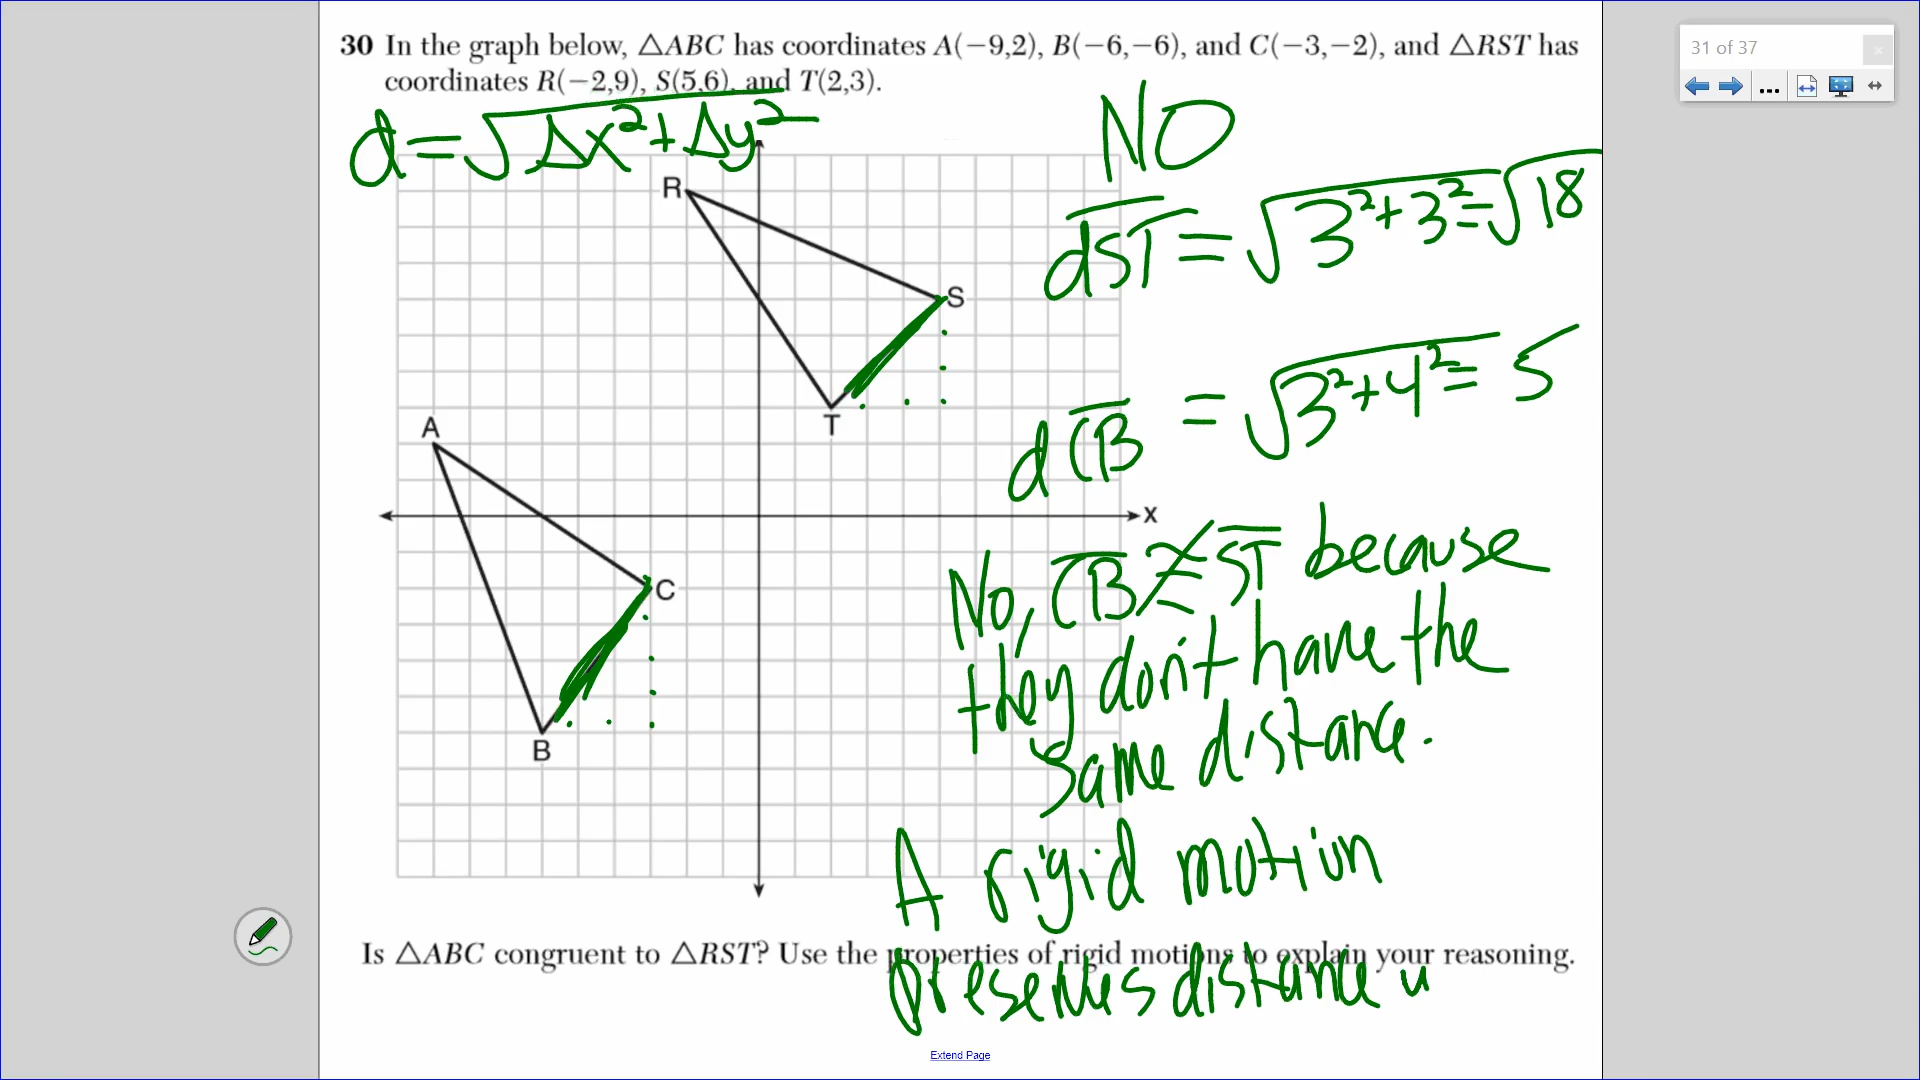 31 of 37
30 In the graph below, △ABC has coordinates A(−9,2), B(−6,−6), and C(−3,−2), and △RST has
coordinates R(−2,9), S(5,6), and T(2,3).
d=√Δx²+Δy²
NO
dST = √3²+3² = √18
dCB = √3²+4² = 5
R
S
T
A
x
C
B
No, CB ≇ ST because
they don't have the
same distance.
A rigid motion
preserves distance
Is △ABC congruent to △RST? Use the properties of rigid motions to explain your reasoning.
Extend Page